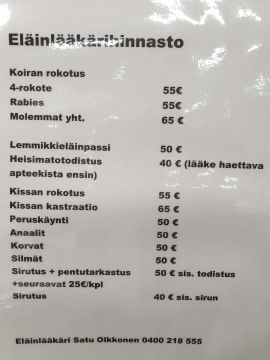 Eläinlääkärihinnasto
Koiran rokotus
4-rokote 55€
Rabies 55€
Molemmat yht. 65 €
Lemmikkieläinpassi 50 €
Heisimatotodistus 40 € (lääke haettava
apteekista ensin)
Kissan rokotus 55 €
Kissan kastraatio 65 €
Peruskäynti 50 €
Anaalit 50 €
Korvat 50 €
Silmät 50 €
Sirutus + pentutarkastus 50 € sis. todistus
+seuraavat 25€/kpl
Sirutus 40 € sis. sirun
Eläinlääkäri Satu Olkkonen 0400 218 555